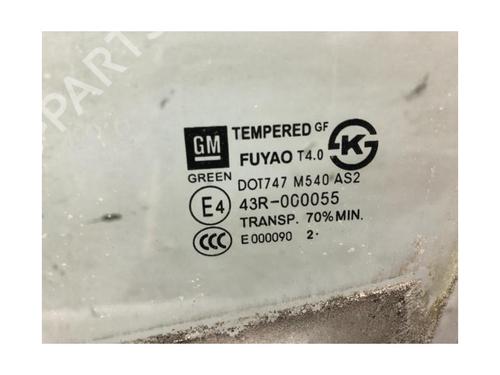 PARTS
GM TEMPERED GF
GREEN FUYAO T4.0
DOT747 M540 AS2
E4 43R-000055
TRANSP. 70% MIN.
CCC E000090 2·
K